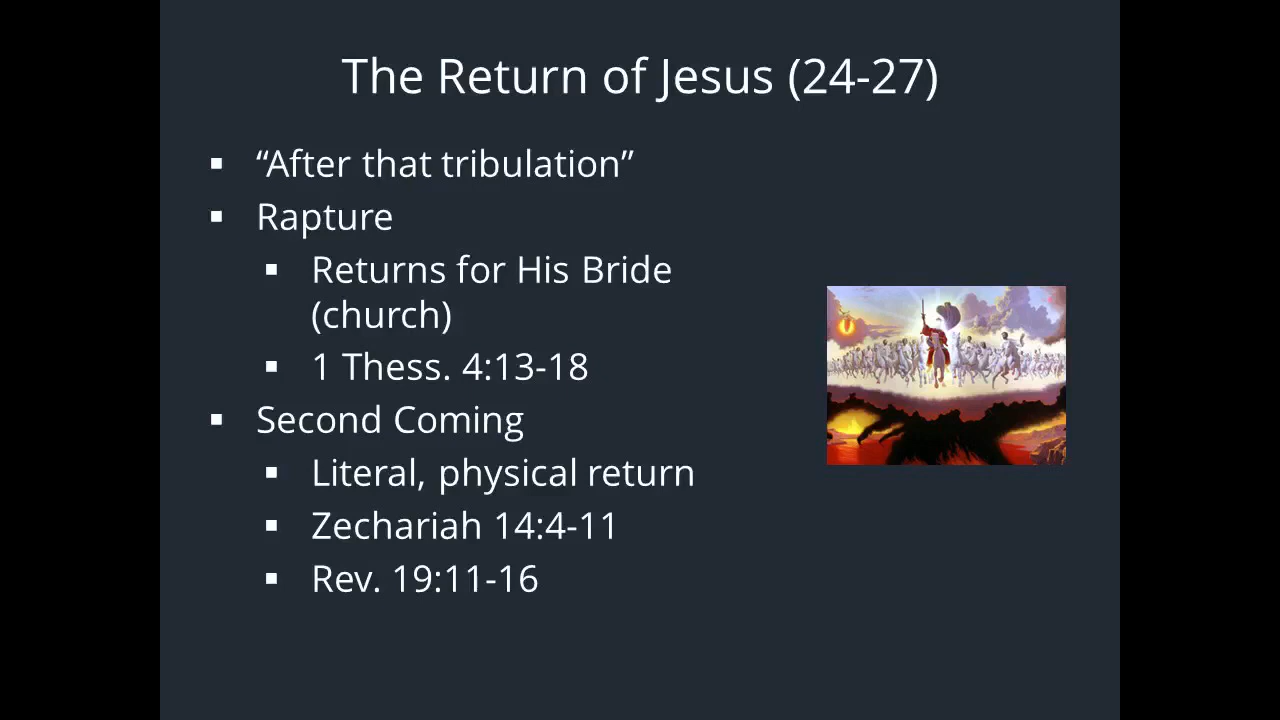 The Return of Jesus (24-27)
▪ “After that tribulation”
▪ Rapture
▪ Returns for His Bride
(church)
▪ 1 Thess. 4:13-18
▪ Second Coming
▪ Literal, physical return
▪ Zechariah 14:4-11
▪ Rev. 19:11-16